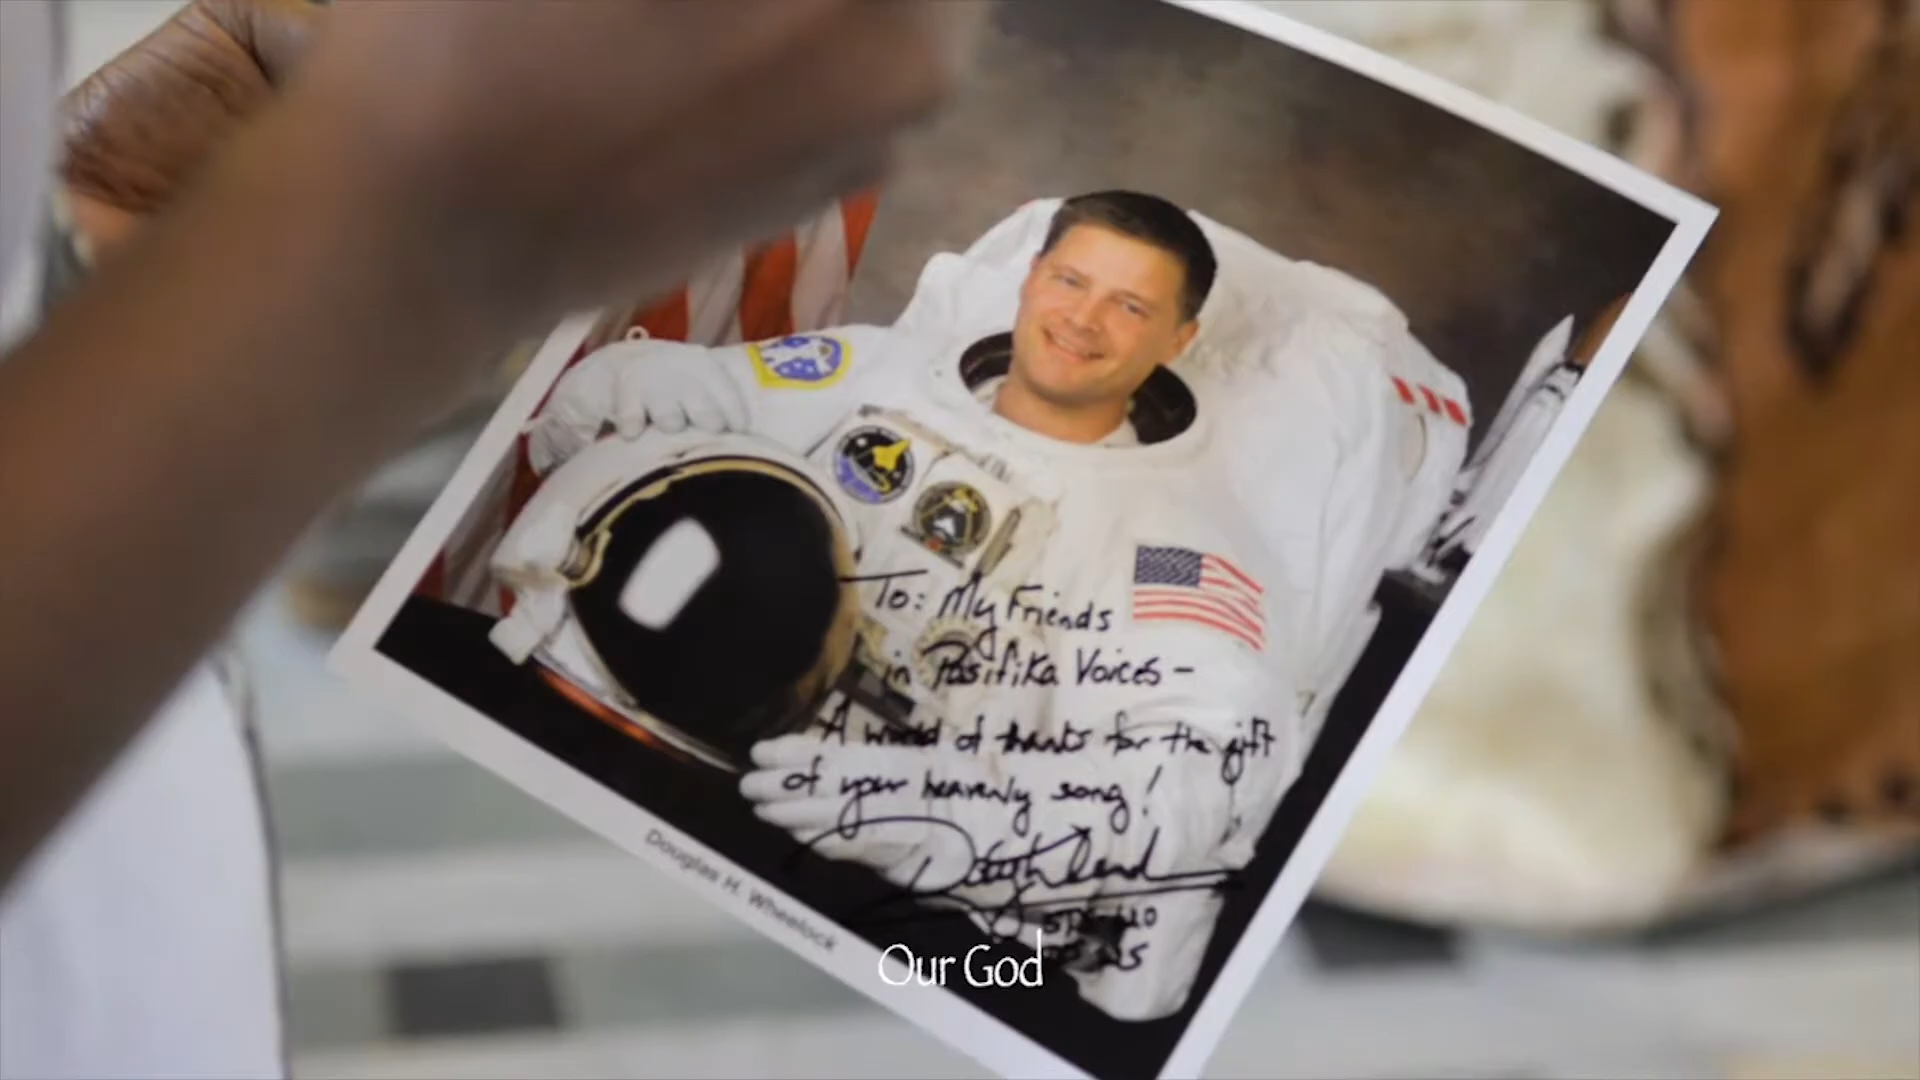 To: My Friends
in Pasifika Voices -
A world of thanks for the gift
of your heavenly song!
Douglas H. Wheelock
Our God